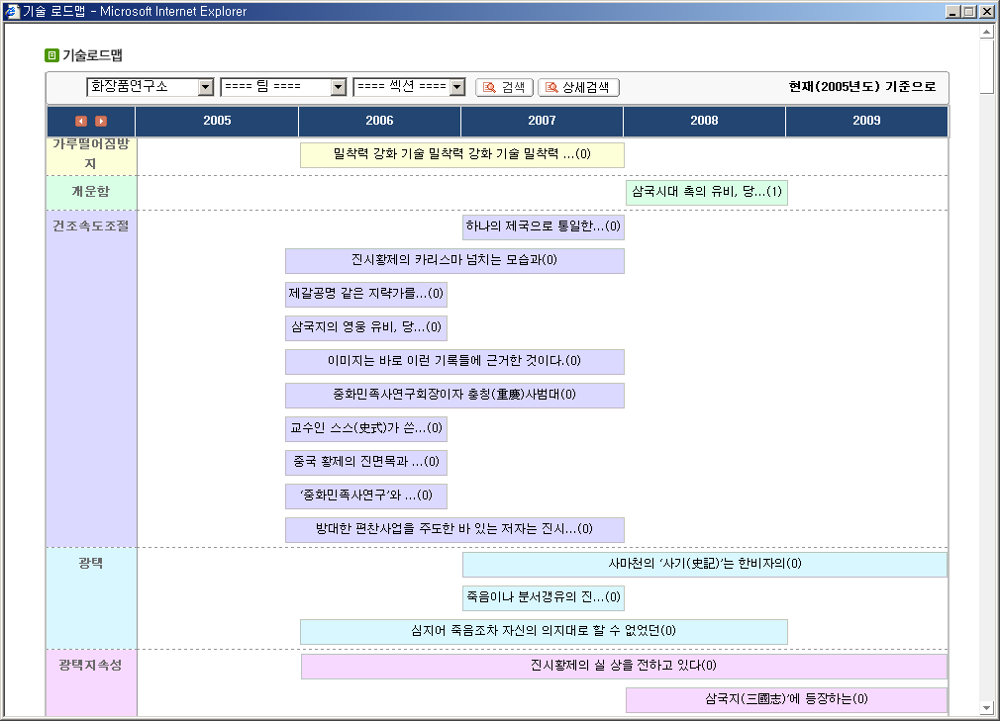 기술 로드맵 - Microsoft Internet Explorer
기술로드맵
화장품연구소 ==== 팀 ==== ==== 섹션 ==== 검색 상세검색 현재(2005년도) 기준으로
2005 2006 2007 2008 2009
가루떨어짐방
지
밀착력 강화 기술 밀착력 강화 기술 밀착력 ...(0)
개운함
삼국시대 촉의 유비, 당...(1)
건조속도조절
하나의 제국으로 통일한...(0)
진시황제의 카리스마 넘치는 모습과(0)
제갈공명 같은 지략가를...(0)
삼국지의 영웅 유비, 당...(0)
이미지는 바로 이런 기록들에 근거한 것이다.(0)
중화민족사연구회장이자 충칭(重慶)사범대(0)
교수인 스스(史式)가 쓴...(0)
중국 황제의 진면목과 ...(0)
‘중화민족사연구’와 ...(0)
방대한 편찬사업을 주도한 바 있는 저자는 진시...(0)
광택
사마천의 ‘사기(史記)’는 한비자의(0)
죽음이나 분서갱유의 진...(0)
심지어 죽음조차 자신의 의지대로 할 수 없었던(0)
광택지속성
진시황제의 실 상을 전하고 있다(0)
삼국지(三國志)’에 등장하는(0)